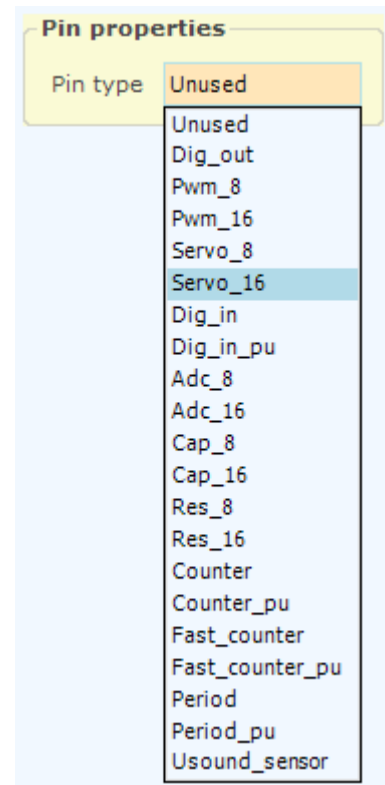 Pin properties
Pin type Unused
Unused
Dig_out
Pwm_8
Pwm_16
Servo_8
Servo_16
Dig_in
Dig_in_pu
Adc_8
Adc_16
Cap_8
Cap_16
Res_8
Res_16
Counter
Counter_pu
Fast_counter
Fast_counter_pu
Period
Period_pu
Usound_sensor